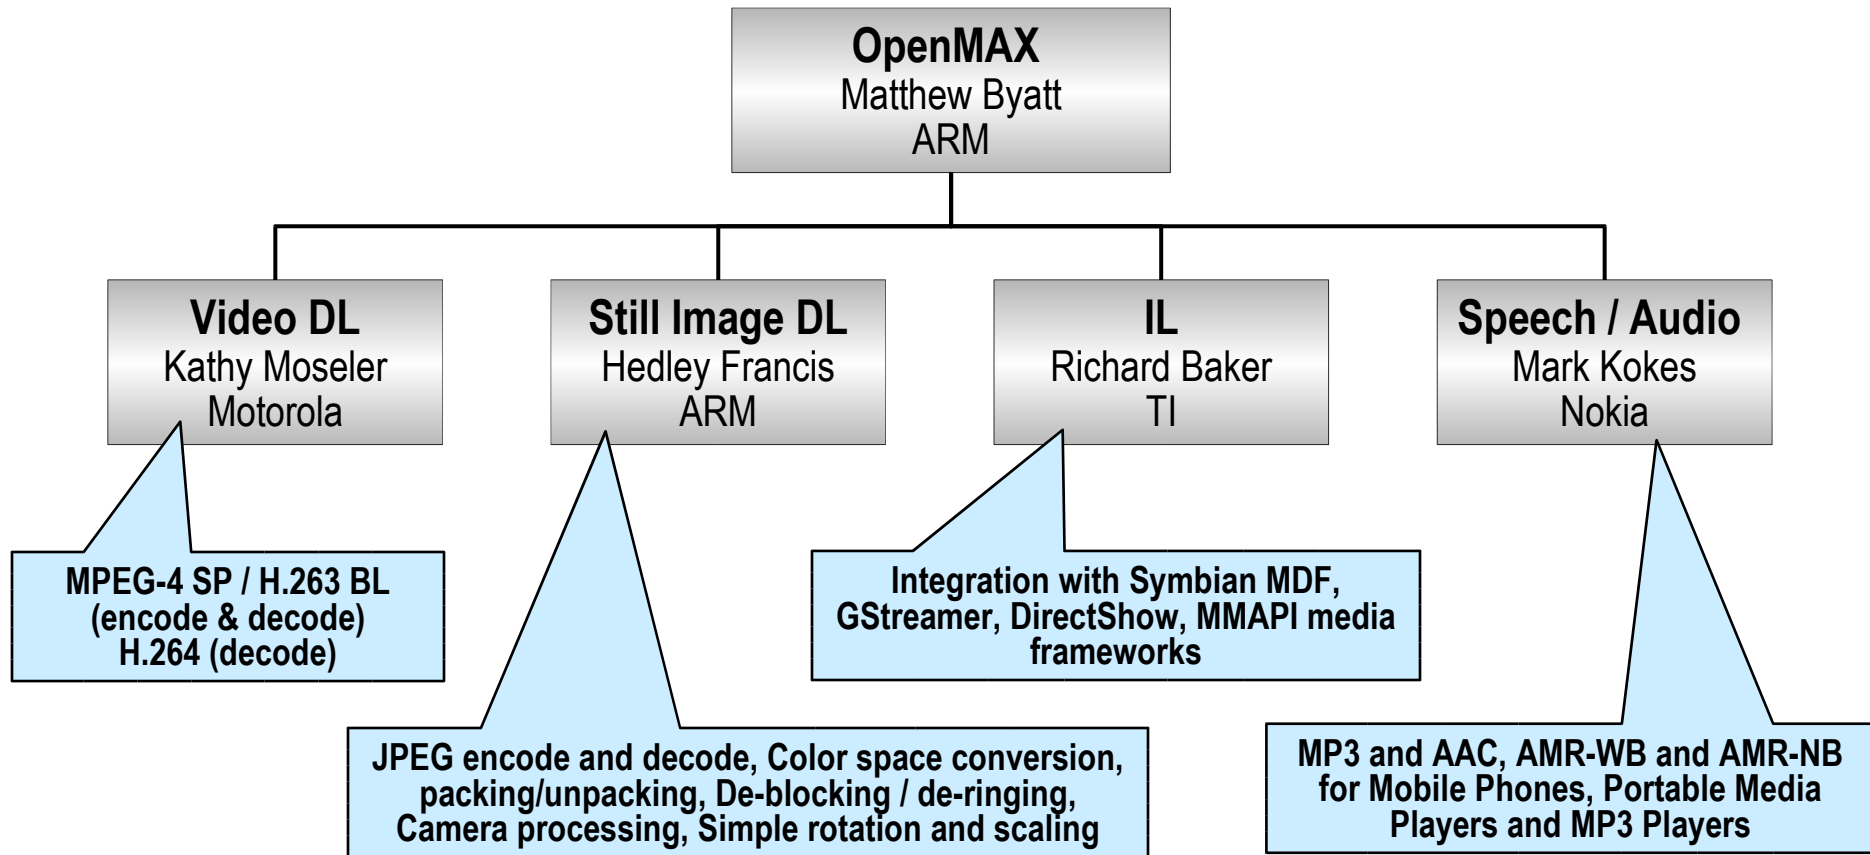 OpenMAX
Matthew Byatt
ARM
Video DL
Kathy Moseler
Motorola
Still Image DL
Hedley Francis
ARM
IL
Richard Baker
TI
Speech / Audio
Mark Kokes
Nokia
MPEG-4 SP / H.263 BL
(encode & decode)
H.264 (decode)
Integration with Symbian MDF,
GStreamer, DirectShow, MMAPI media
frameworks
JPEG encode and decode, Color space conversion,
packing/unpacking, De-blocking / de-ringing,
Camera processing, Simple rotation and scaling
MP3 and AAC, AMR-WB and AMR-NB
for Mobile Phones, Portable Media
Players and MP3 Players